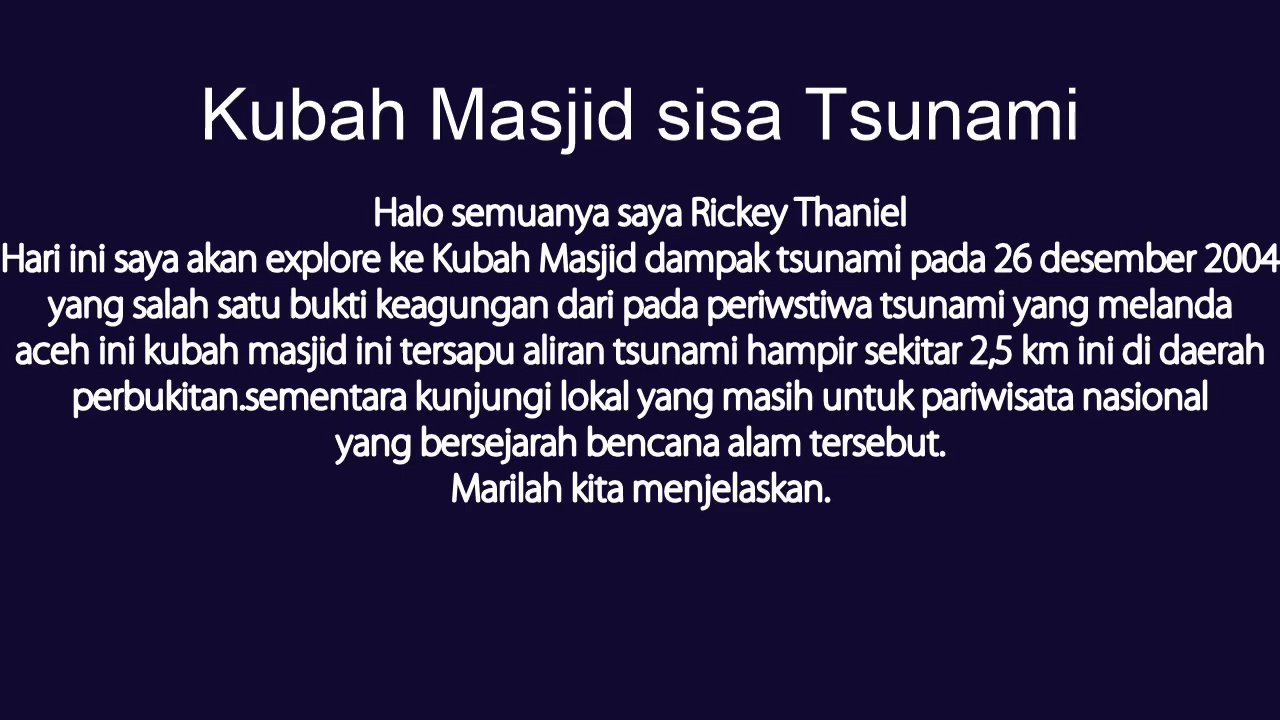 Kubah Masjid sisa Tsunami
Halo semuanya saya Rickey Thaniel
Hari ini saya akan explore ke Kubah Masjid dampak tsunami pada 26 desember 2004
yang salah satu bukti keagungan dari pada periwstiwa tsunami yang melanda
aceh ini kubah masjid ini tersapu aliran tsunami hampir sekitar 2,5 km ini di daerah
perbukitan.sementara kunjungi lokal yang masih untuk pariwisata nasional
yang bersejarah bencana alam tersebut.
Marilah kita menjelaskan.